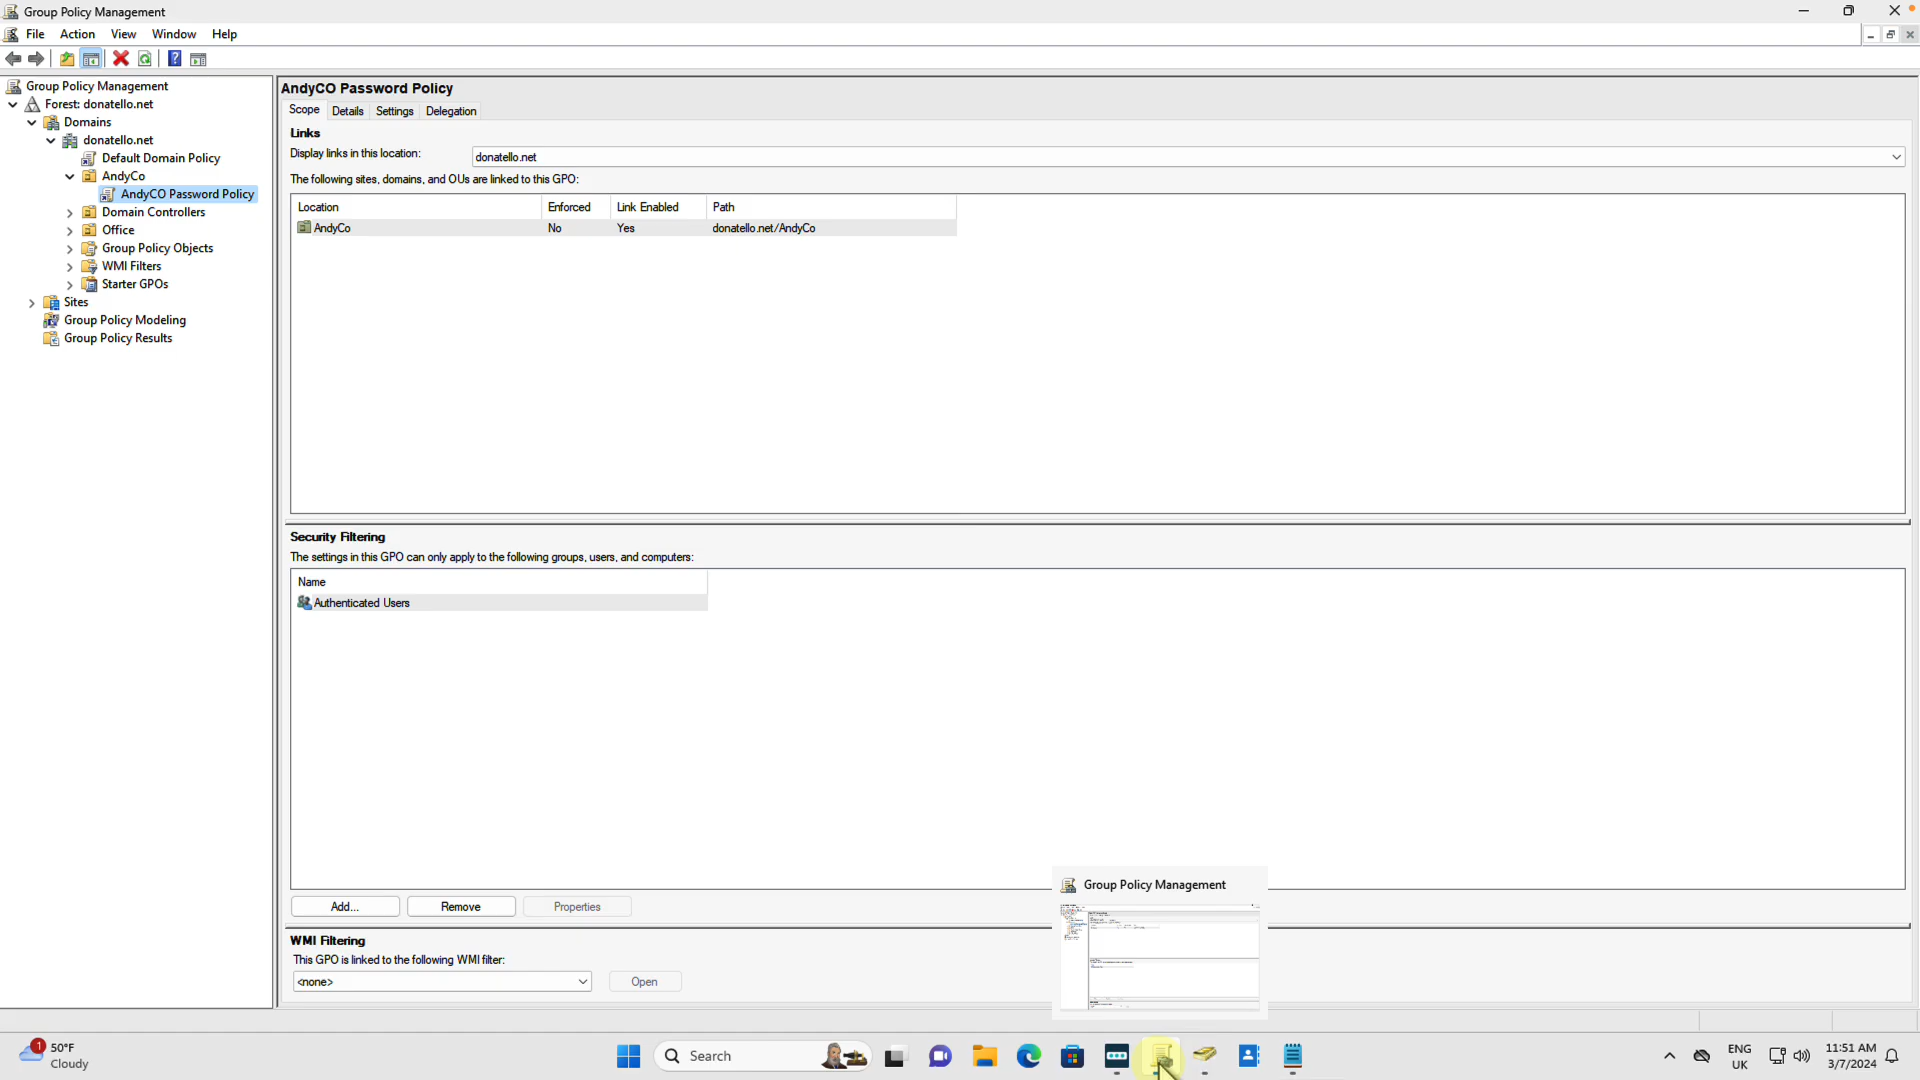 Group Policy Management
File Action View Window Help
Group Policy Management
Forest: donatello.net
Domains
donatello.net
Default Domain Policy
AndyCo
AndyCO Password Policy
Domain Controllers
Office
Group Policy Objects
WMI Filters
Starter GPOs
Sites
Group Policy Modeling
Group Policy Results
AndyCO Password Policy
Scope Details Settings Delegation
Links
Display links in this location: donatello.net
The following sites, domains, and OUs are linked to this GPO:
Location Enforced Link Enabled Path
AndyCo No Yes donatello.net/AndyCo
Security Filtering
The settings in this GPO can only apply to the following groups, users, and computers:
Name
Authenticated Users
Add... Remove Properties
WMI Filtering
This GPO is linked to the following WMI filter:
<none> Open
Group Policy Management
1
50°F
Cloudy
Search
ENG
UK
11:51 AM
3/7/2024